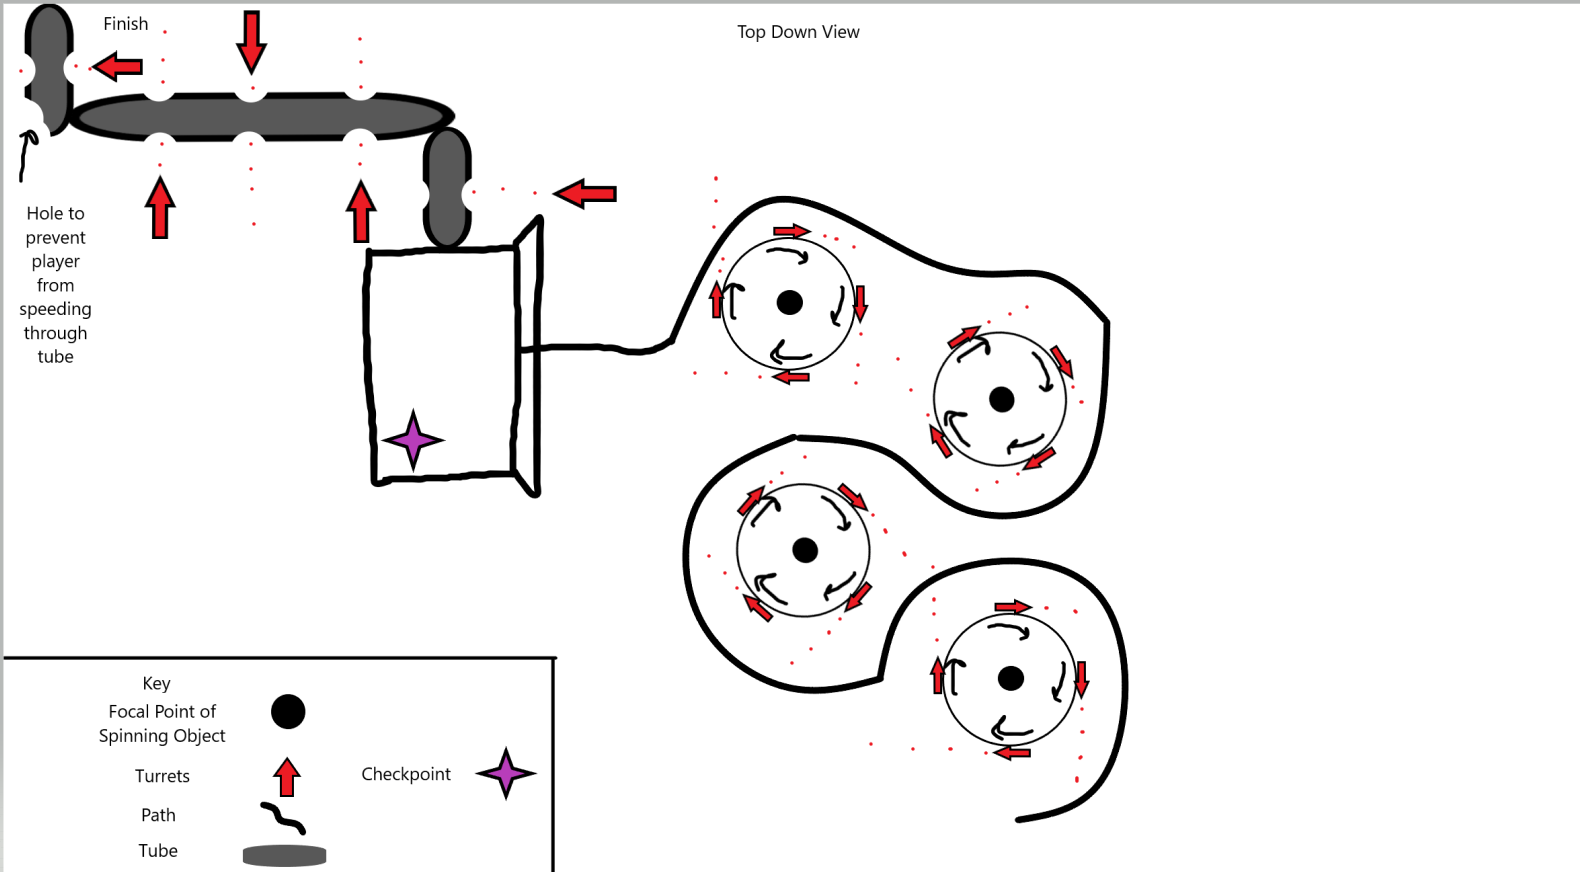 Finish
Top Down View
Hole to
prevent
player
from
speeding
through
tube
Key
Focal Point of
Spinning Object
Turrets
Checkpoint
Path
Tube